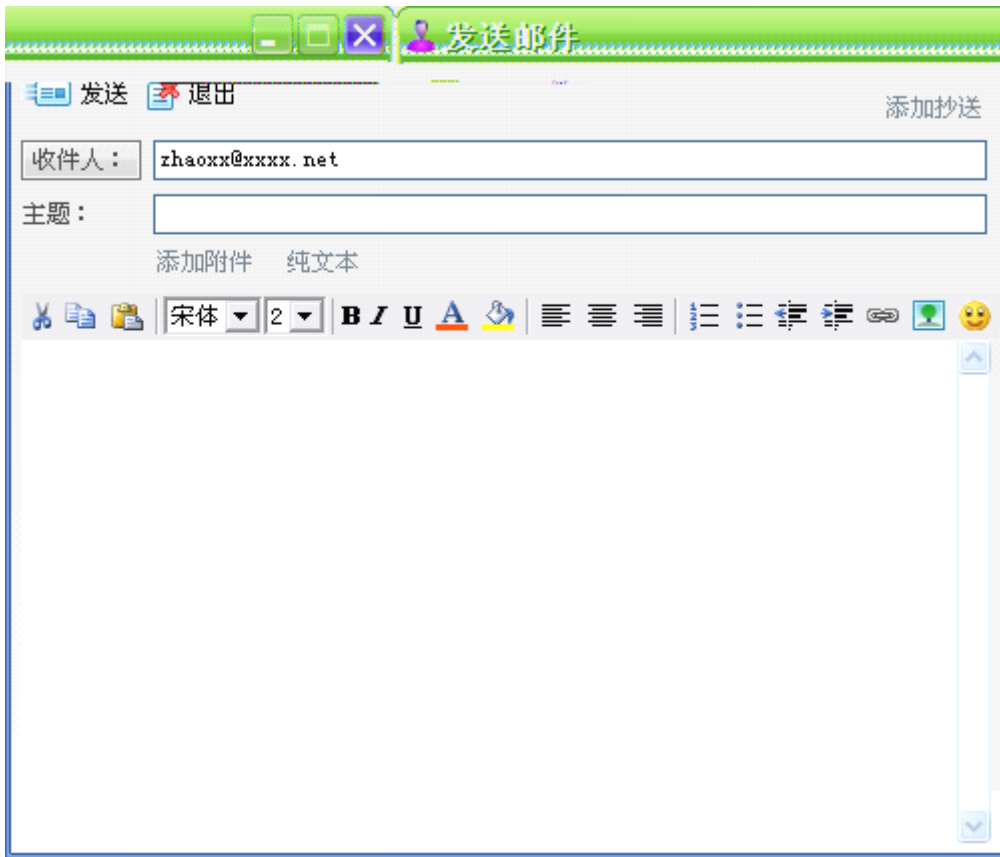 发送邮件
发送 退出
添加抄送
收件人：
zhaoxx@xxxx.net
主题：
添加附件 纯文本
宋体 2 B I U A